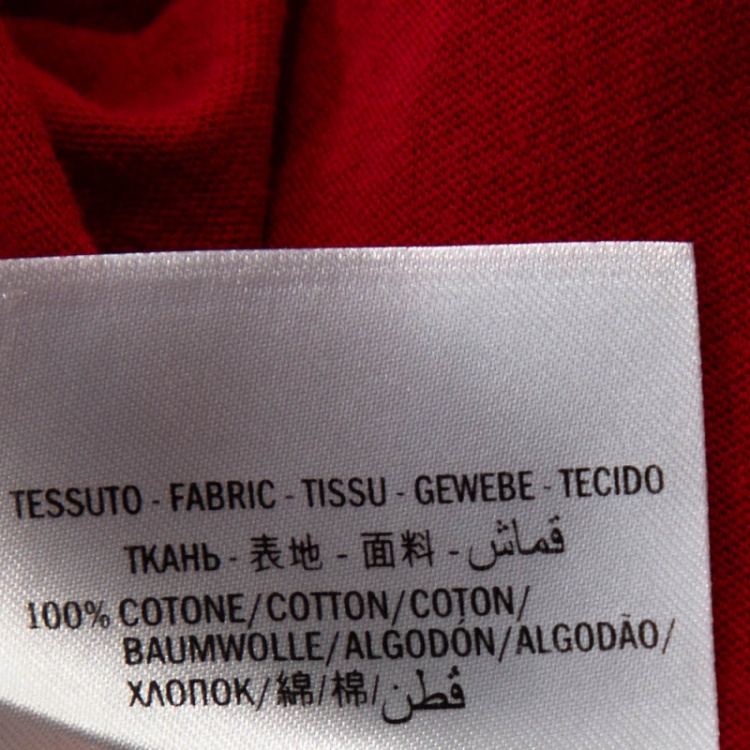 TESSUTO - FABRIC - TISSU - GEWEBE - TECIDO
ТКАНЬ - 表地 - 面料 - قماش
100% COTONE/COTTON/COTON/
BAUMWOLLE/ALGODÓN/ALGODÃO/
ХЛОПОК/綿/棉/قطن